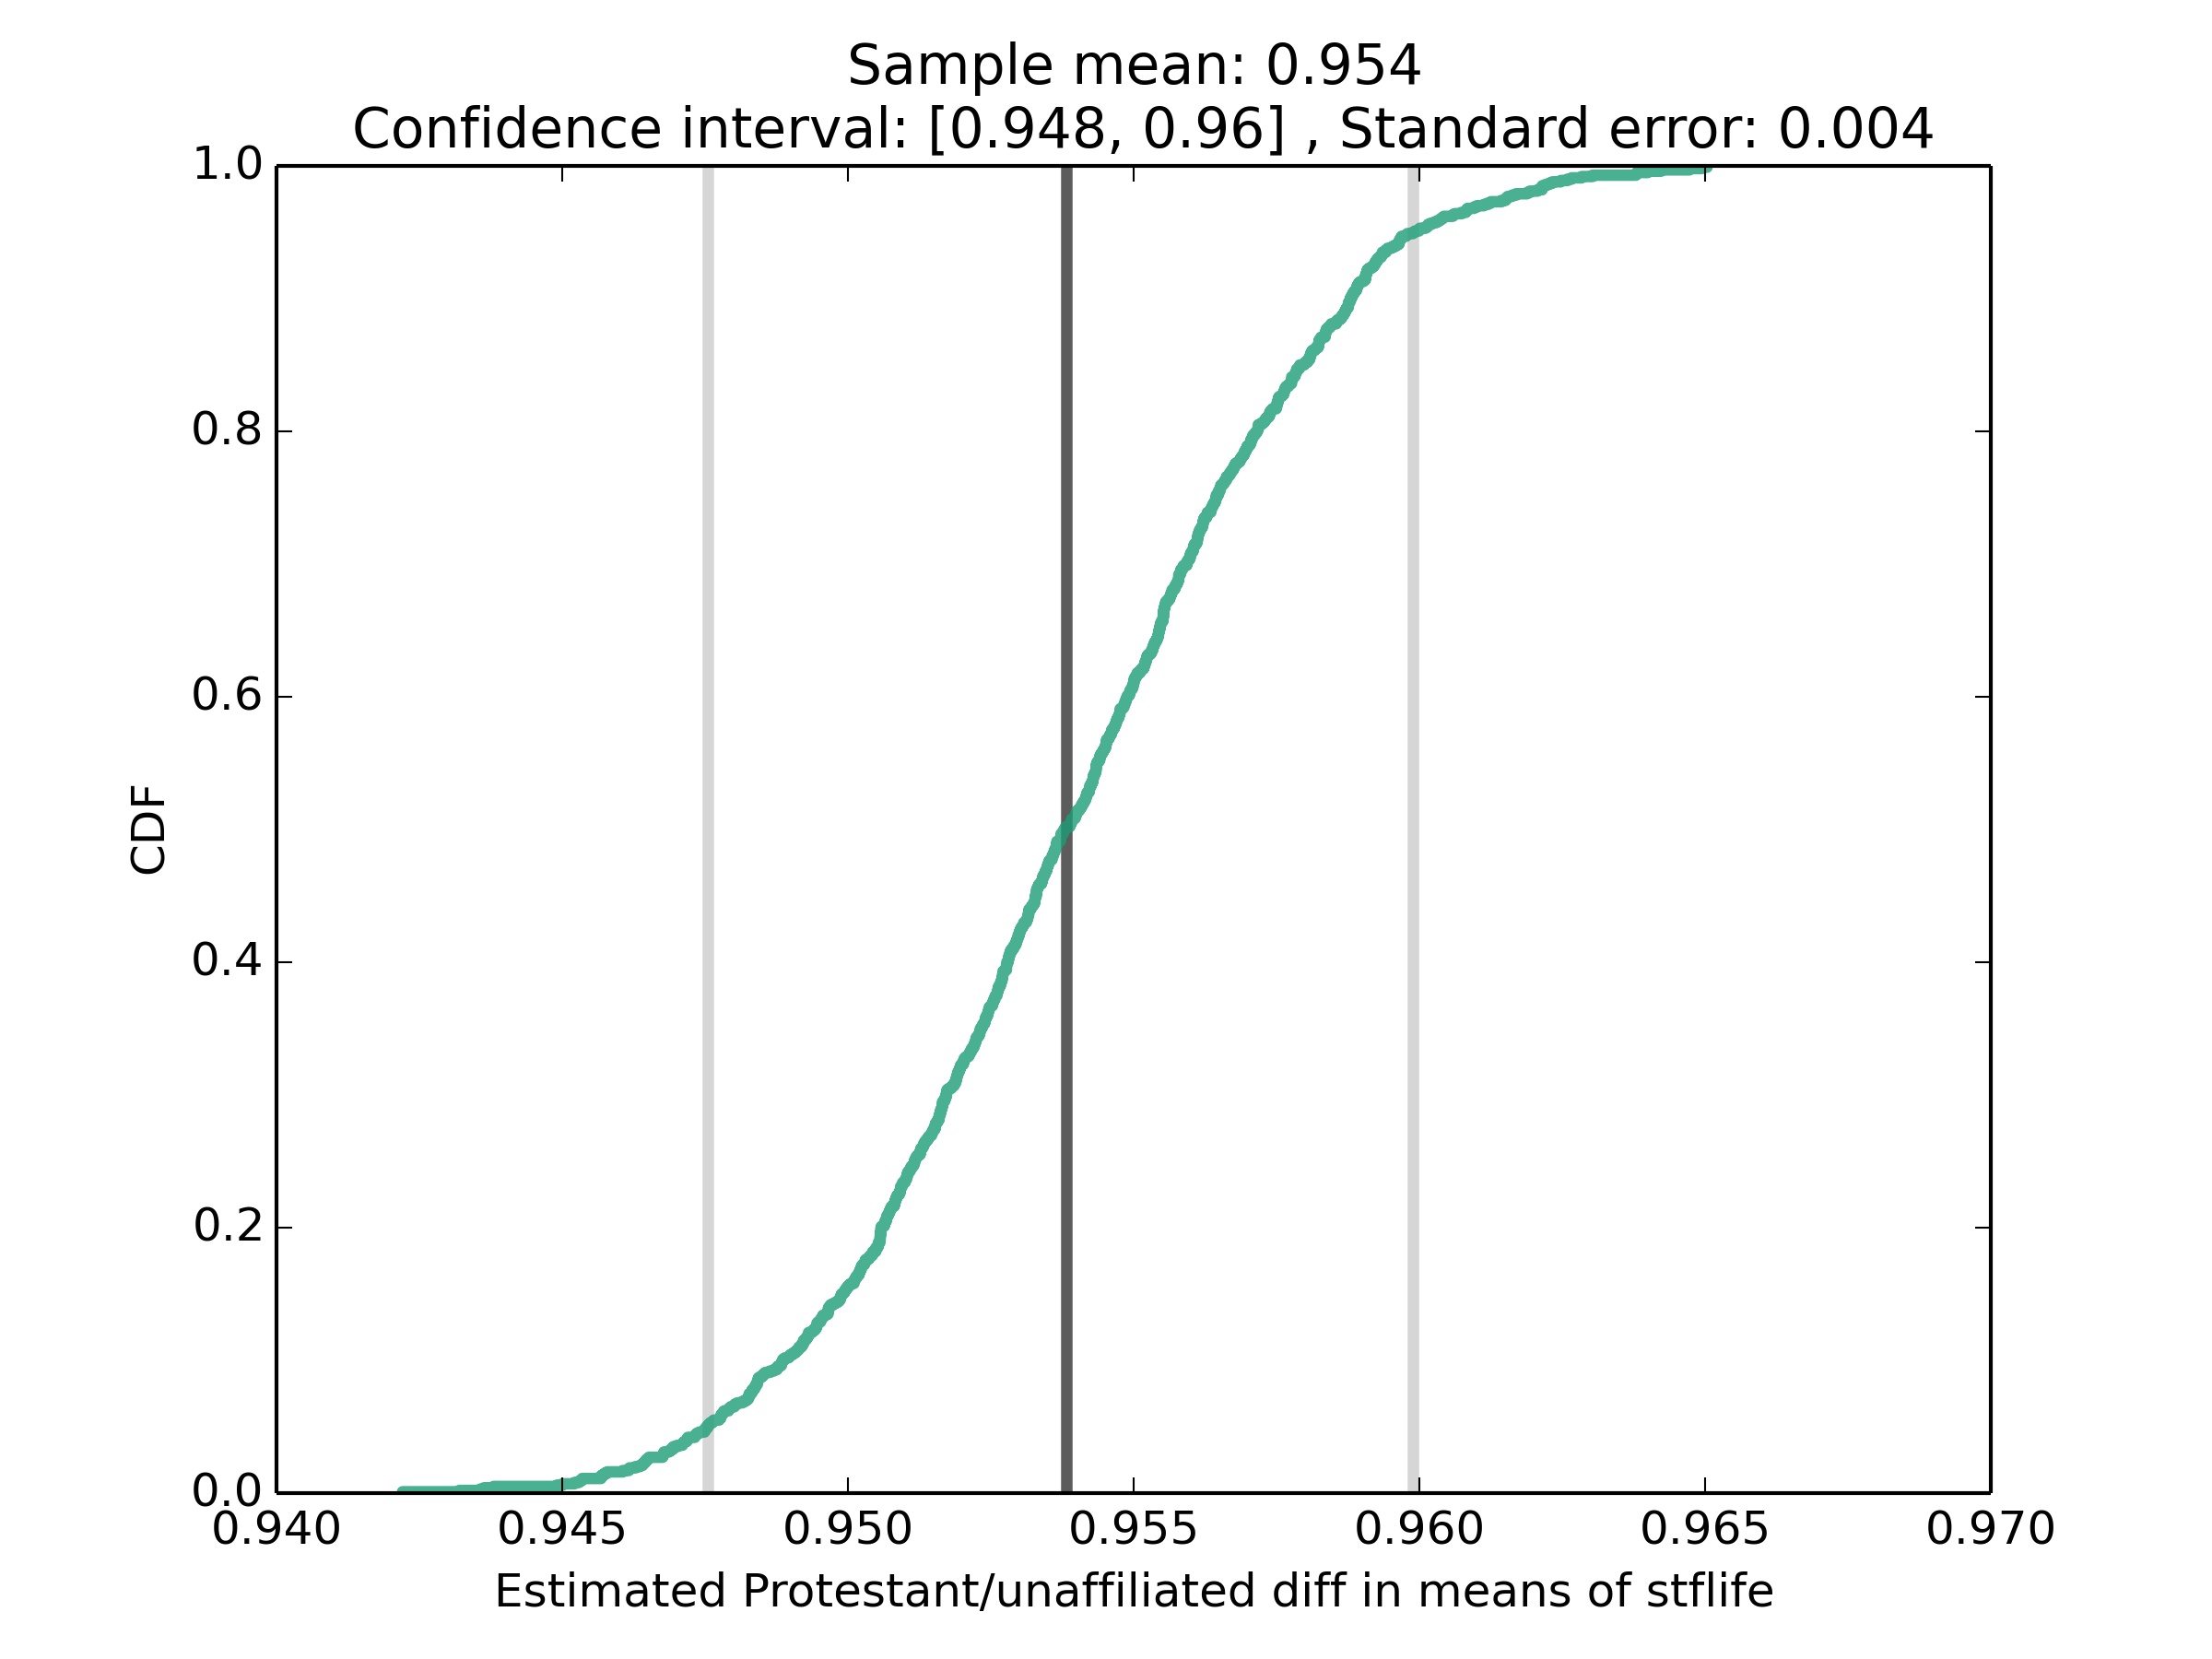 Sample mean: 0.954
Confidence interval: [0.948, 0.96] , Standard error: 0.004
1.0
0.8
0.6
0.4
0.2
0.0
CDF
0.940 0.945 0.950 0.955 0.960 0.965 0.970
Estimated Protestant/unaffiliated diff in means of stflife